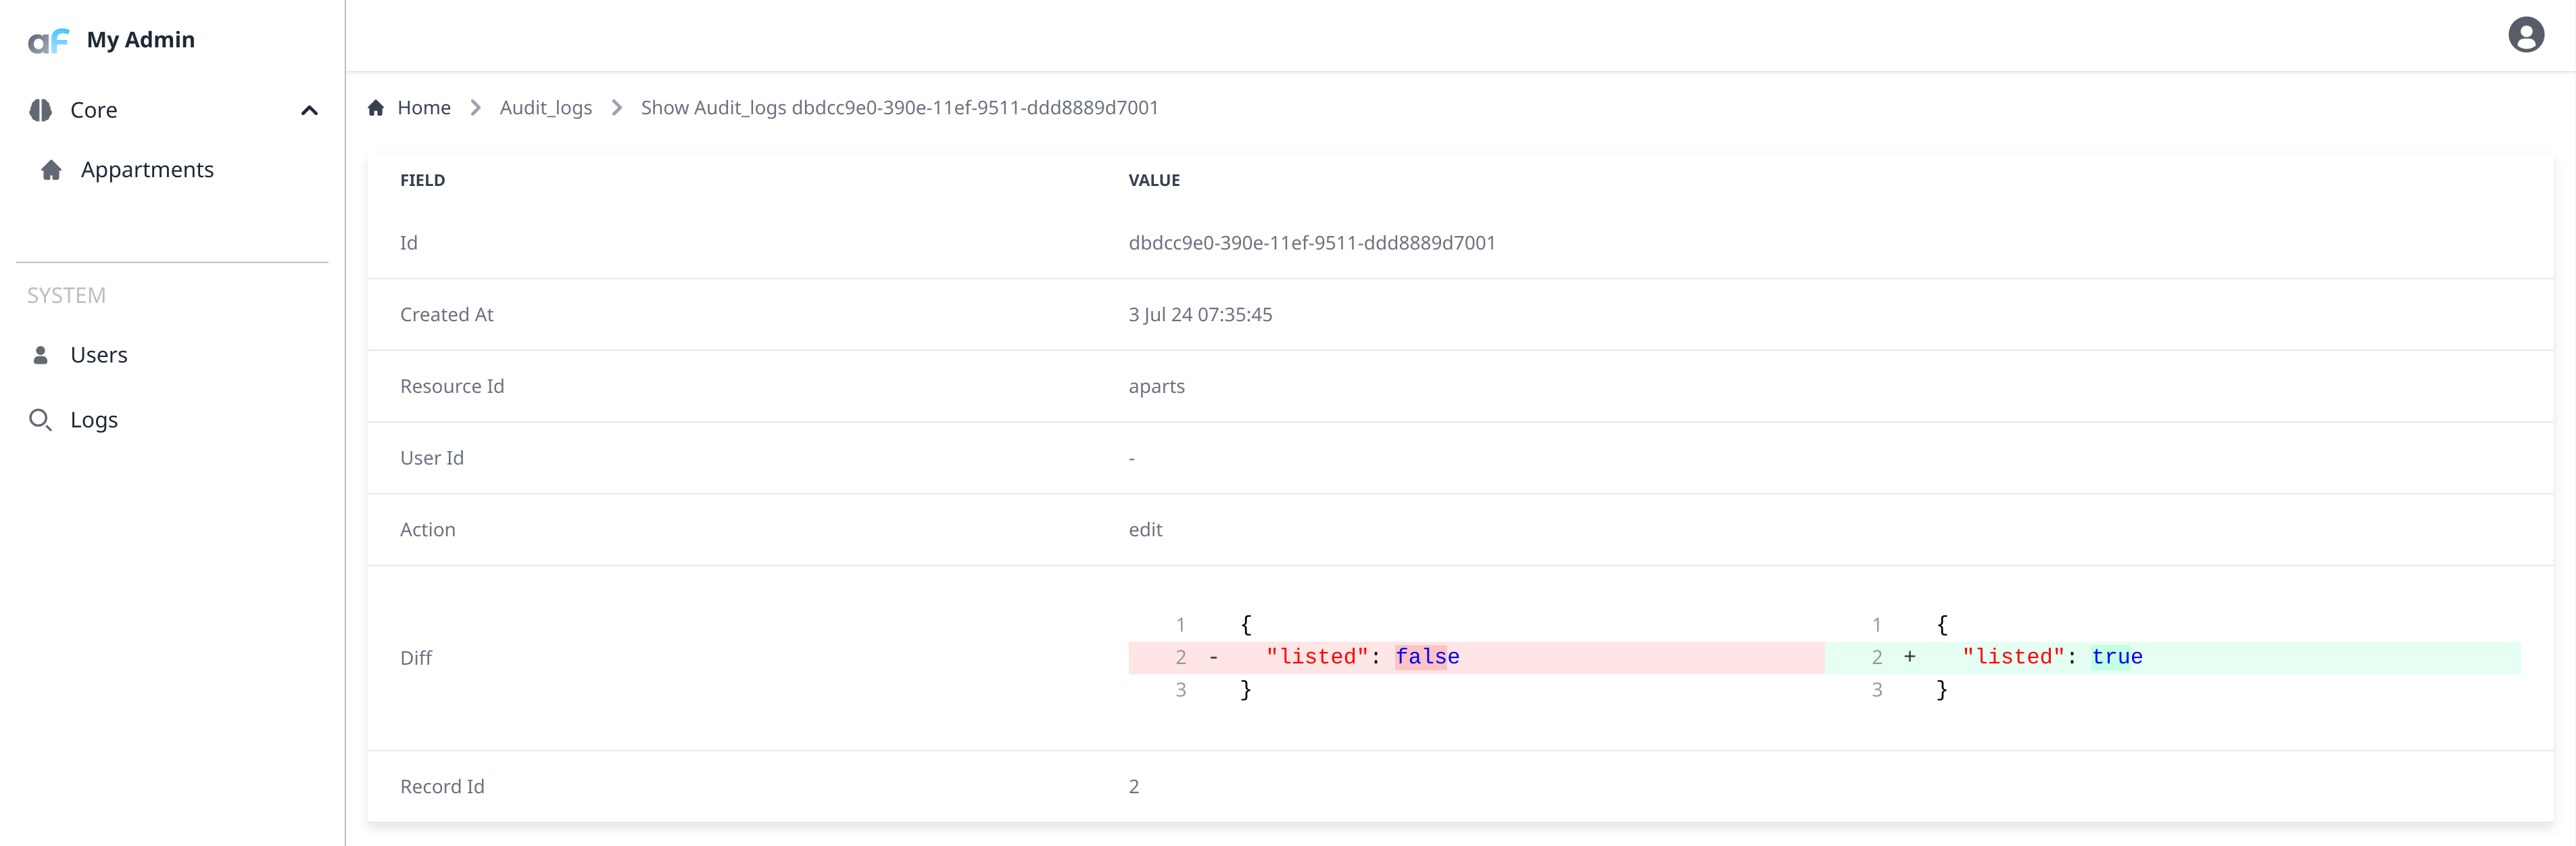 aF My Admin
Core
Appartments
SYSTEM
Users
Logs
Home Audit_logs Show Audit_logs dbdcc9e0-390e-11ef-9511-ddd8889d7001
FIELD VALUE
Id dbdcc9e0-390e-11ef-9511-ddd8889d7001
Created At 3 Jul 24 07:35:45
Resource Id aparts
User Id -
Action edit
Diff
1 { 1 {
2 - "listed": false 2 + "listed": true
3 } 3 }
Record Id 2